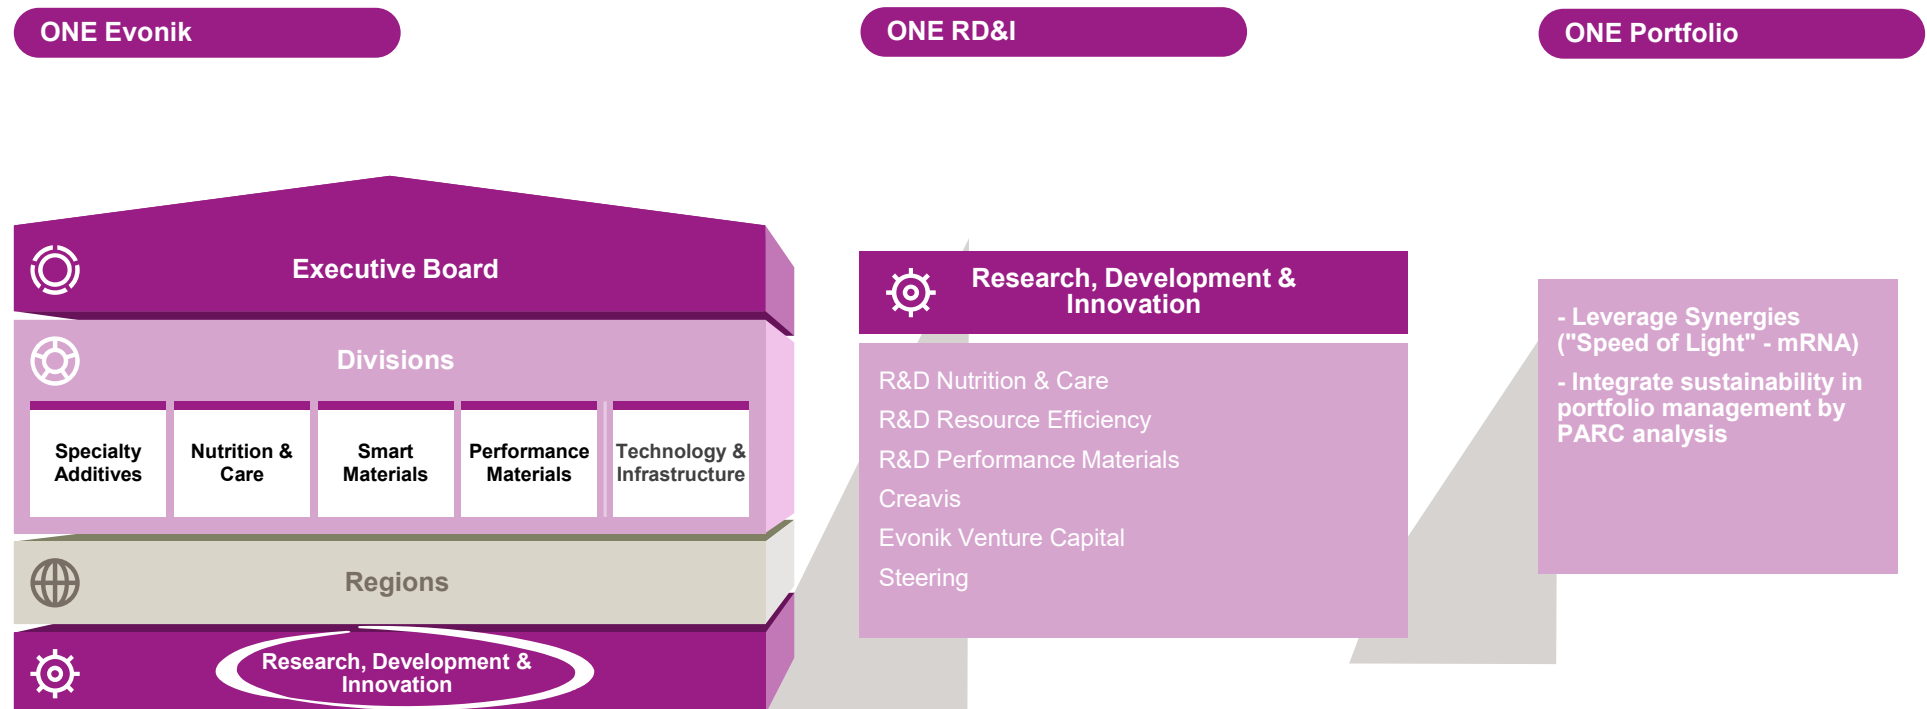 ONE Evonik
ONE RD&I
ONE Portfolio
Executive Board
Divisions
Specialty
Additives
Nutrition &
Care
Smart
Materials
Performance
Materials
Technology &
Infrastructure
Regions
Research, Development &
Innovation
Research, Development &
Innovation
R&D Nutrition & Care
R&D Resource Efficiency
R&D Performance Materials
Creavis
Evonik Venture Capital
Steering
- Leverage Synergies
("Speed of Light" - mRNA)
- Integrate sustainability in
portfolio management by
PARC analysis